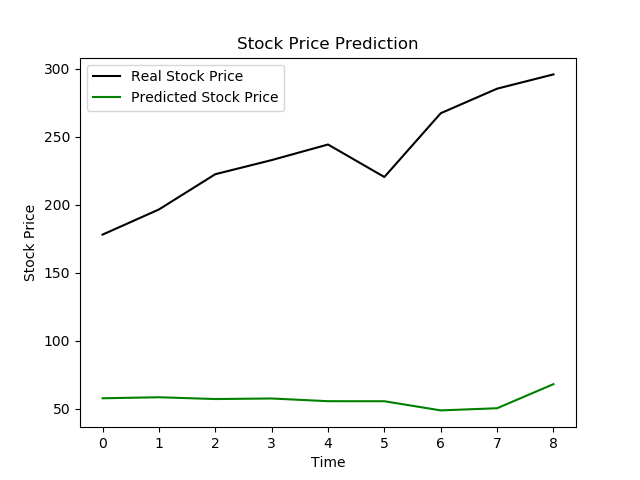 Stock Price Prediction
Real Stock Price
Predicted Stock Price
Stock Price
300
250
200
150
100
50
0 1 2 3 4 5 6 7 8
Time